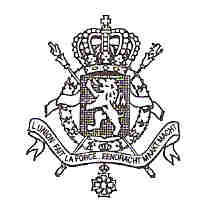 L'UNION FAIT LA FORCE . EENDRACHT MAAKT MACHT